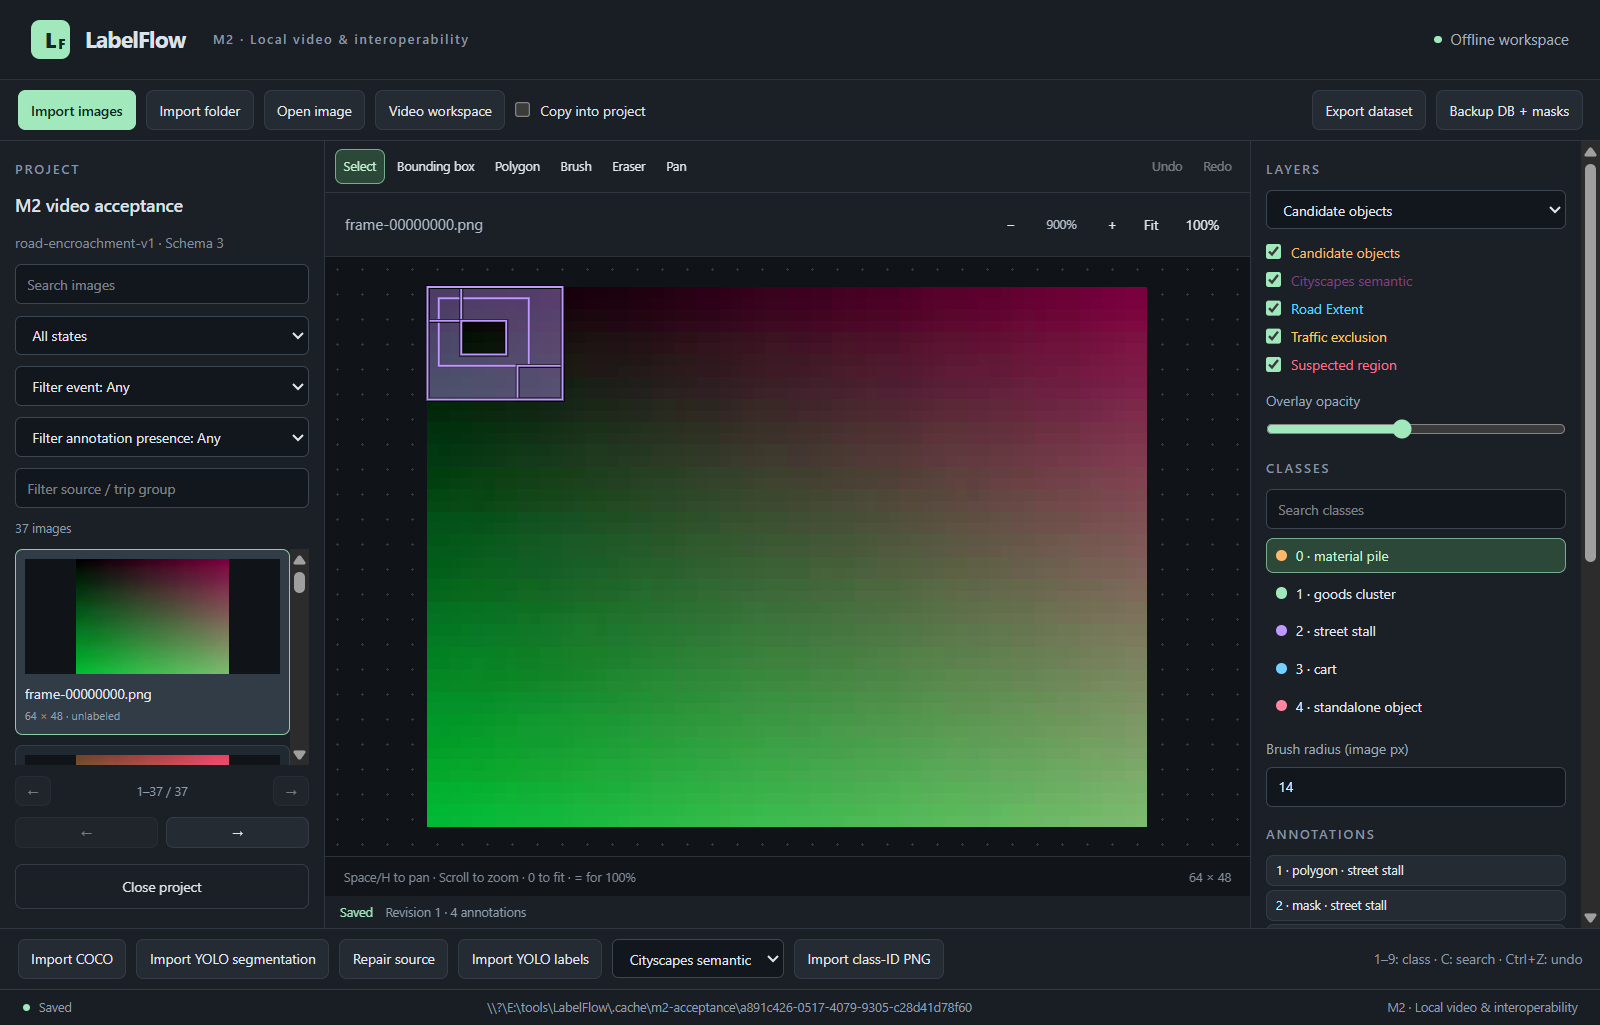 LF LabelFlow M2 · Local video & interoperability
Offline workspace
Import images Import folder Open image Video workspace Copy into project
Export dataset Backup DB + masks
PROJECT
M2 video acceptance
road-encroachment-v1 · Schema 3
Search images
All states
Filter event: Any
Filter annotation presence: Any
Filter source / trip group
37 images
frame-00000000.png
64 × 48 · unlabeled
← 1–37 / 37 →
← →
Close project
Select Bounding box Polygon Brush Eraser Pan Undo Redo
frame-00000000.png − 900% + Fit 100%
Space/H to pan · Scroll to zoom · 0 to fit · = for 100% 64 × 48
Saved Revision 1 · 4 annotations
LAYERS
Candidate objects
Candidate objects
Cityscapes semantic
Road Extent
Traffic exclusion
Suspected region
Overlay opacity
CLASSES
Search classes
0 · material pile
1 · goods cluster
2 · street stall
3 · cart
4 · standalone object
Brush radius (image px)
14
ANNOTATIONS
1 · polygon · street stall
2 · mask · street stall
Import COCO Import YOLO segmentation Repair source Import YOLO labels Cityscapes semantic Import class-ID PNG
1–9: class · C: search · Ctrl+Z: undo
Saved
\\?\E:\tools\LabelFlow\.cache\m2-acceptance\a891c426-0517-4079-9305-c28d41d78f60
M2 · Local video & interoperability